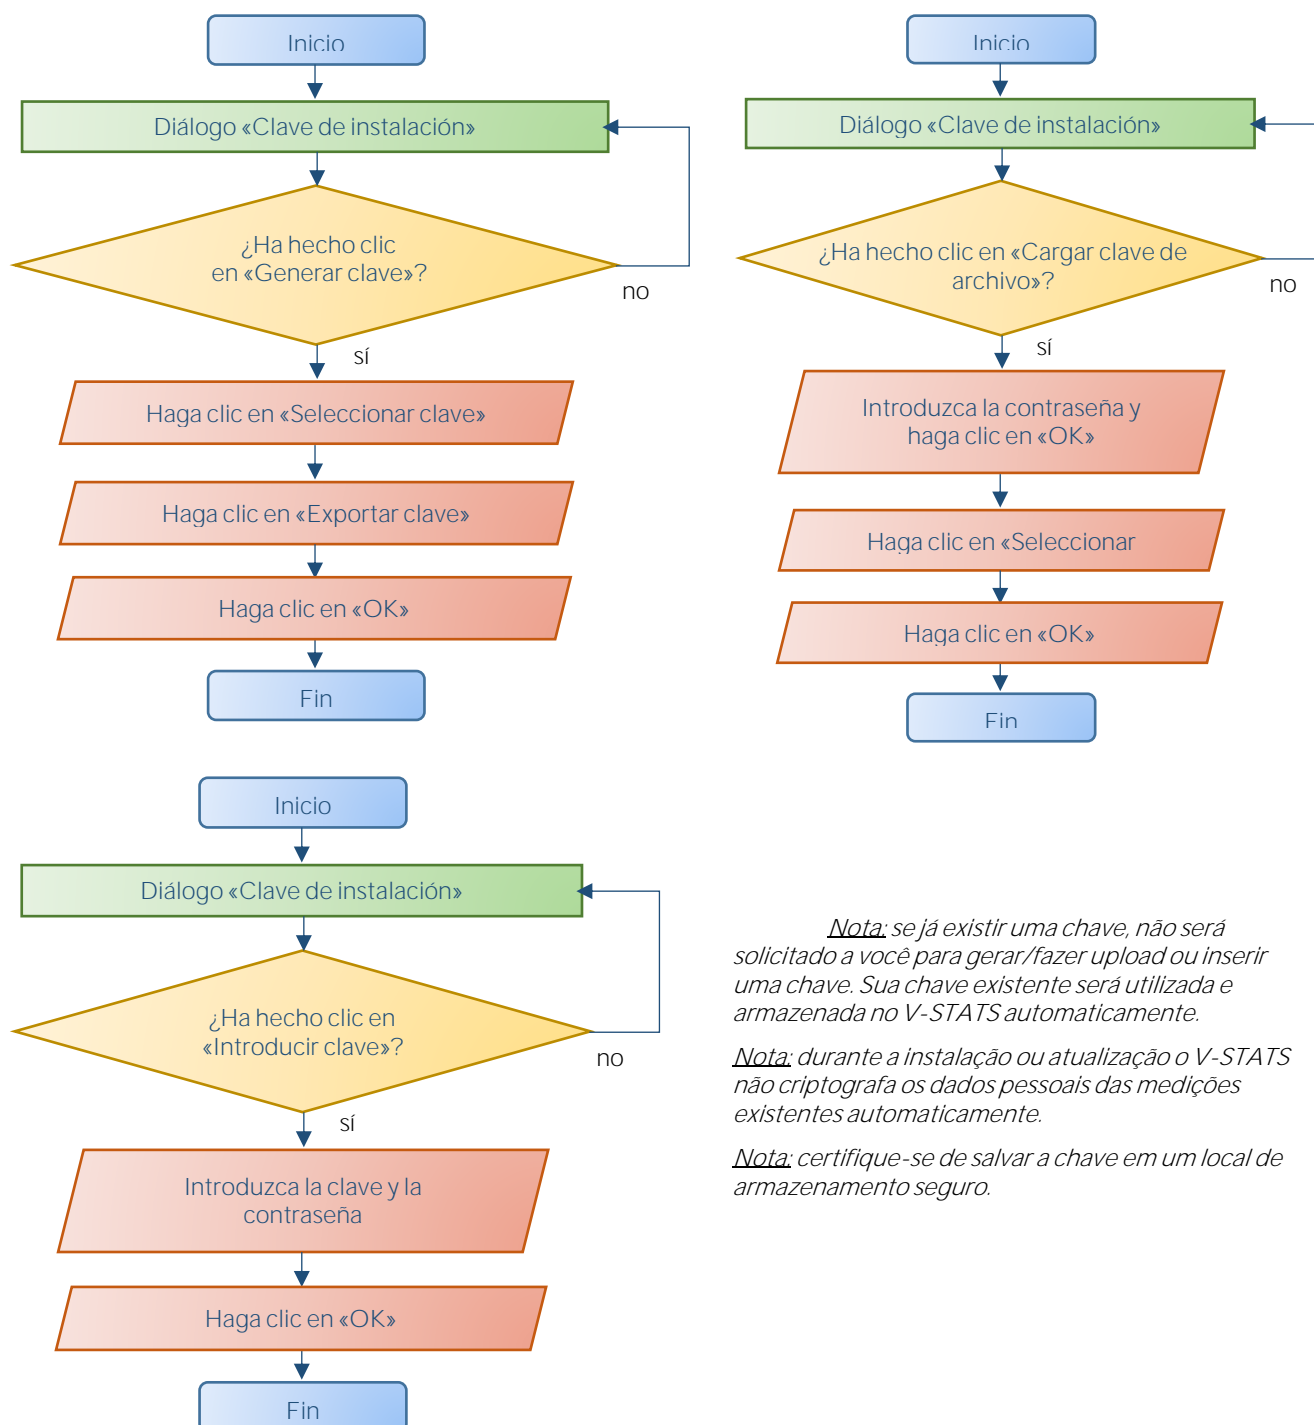 Inicio
Diálogo «Clave de instalación»
¿Ha hecho clic
en «Generar clave»?
no
sí
Haga clic en «Seleccionar clave»
Haga clic en «Exportar clave»
Haga clic en «OK»
Fin
Inicio
Diálogo «Clave de instalación»
¿Ha hecho clic en «Cargar clave de
archivo»?
no
sí
Introduzca la contraseña y
haga clic en «OK»
Haga clic en «Seleccionar
Haga clic en «OK»
Fin
Inicio
Diálogo «Clave de instalación»
¿Ha hecho clic en
«Introducir clave»?
no
sí
Introduzca la clave y la
contraseña
Haga clic en «OK»
Fin
Nota: se já existir uma chave, não será
solicitado a você para gerar/fazer upload ou inserir
uma chave. Sua chave existente será utilizada e
armazenada no V-STATS automaticamente.
Nota: durante a instalação ou atualização o V-STATS
não criptografa os dados pessoais das medições
existentes automaticamente.
Nota: certifique-se de salvar a chave em um local de
armazenamento seguro.